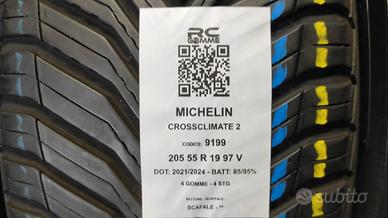 RC
GOMME
MICHELIN
CROSSCLIMATE 2
CODICE: 9199
205 55 R 19 97 V
DOT: 2021/2024 - BATT: 85/95%
4 GOMME - 4 STG
SCAFALE - **
subito